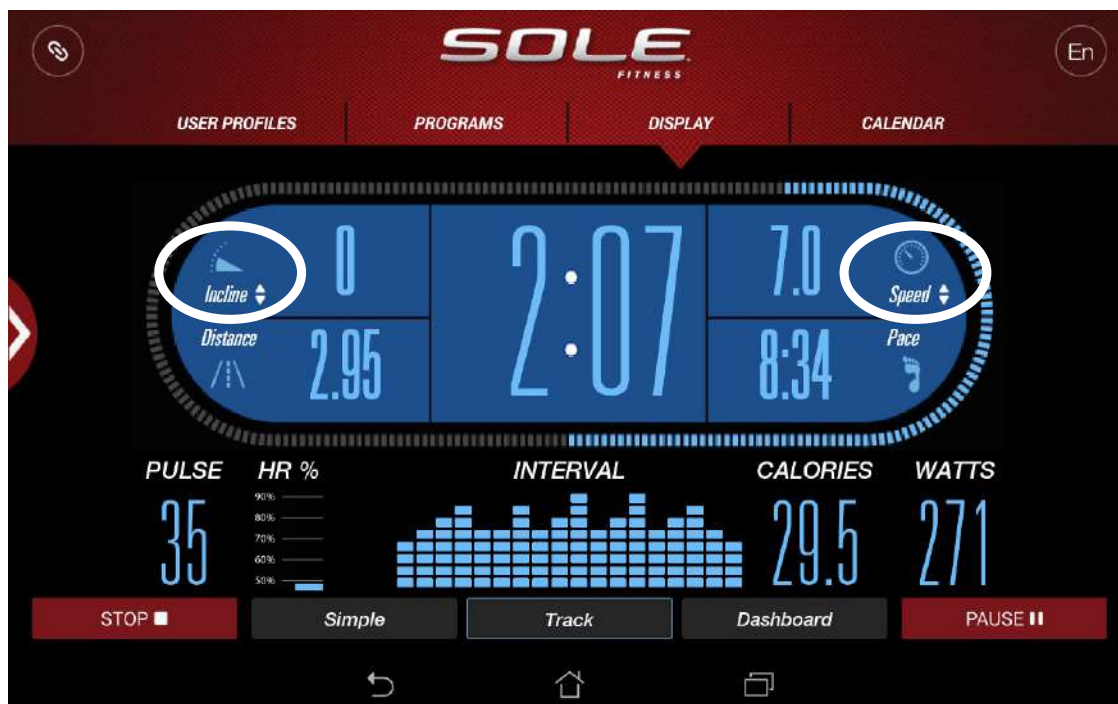 SOLE
FITNESS
En
USER PROFILES PROGRAMS DISPLAY CALENDAR
0 2:07 7.0
Incline Speed
Distance 2.95 8:34 Pace
PULSE HR % INTERVAL CALORIES WATTS
35 29.5 271
90%
80%
70%
60%
50%
STOP Simple Track Dashboard PAUSE